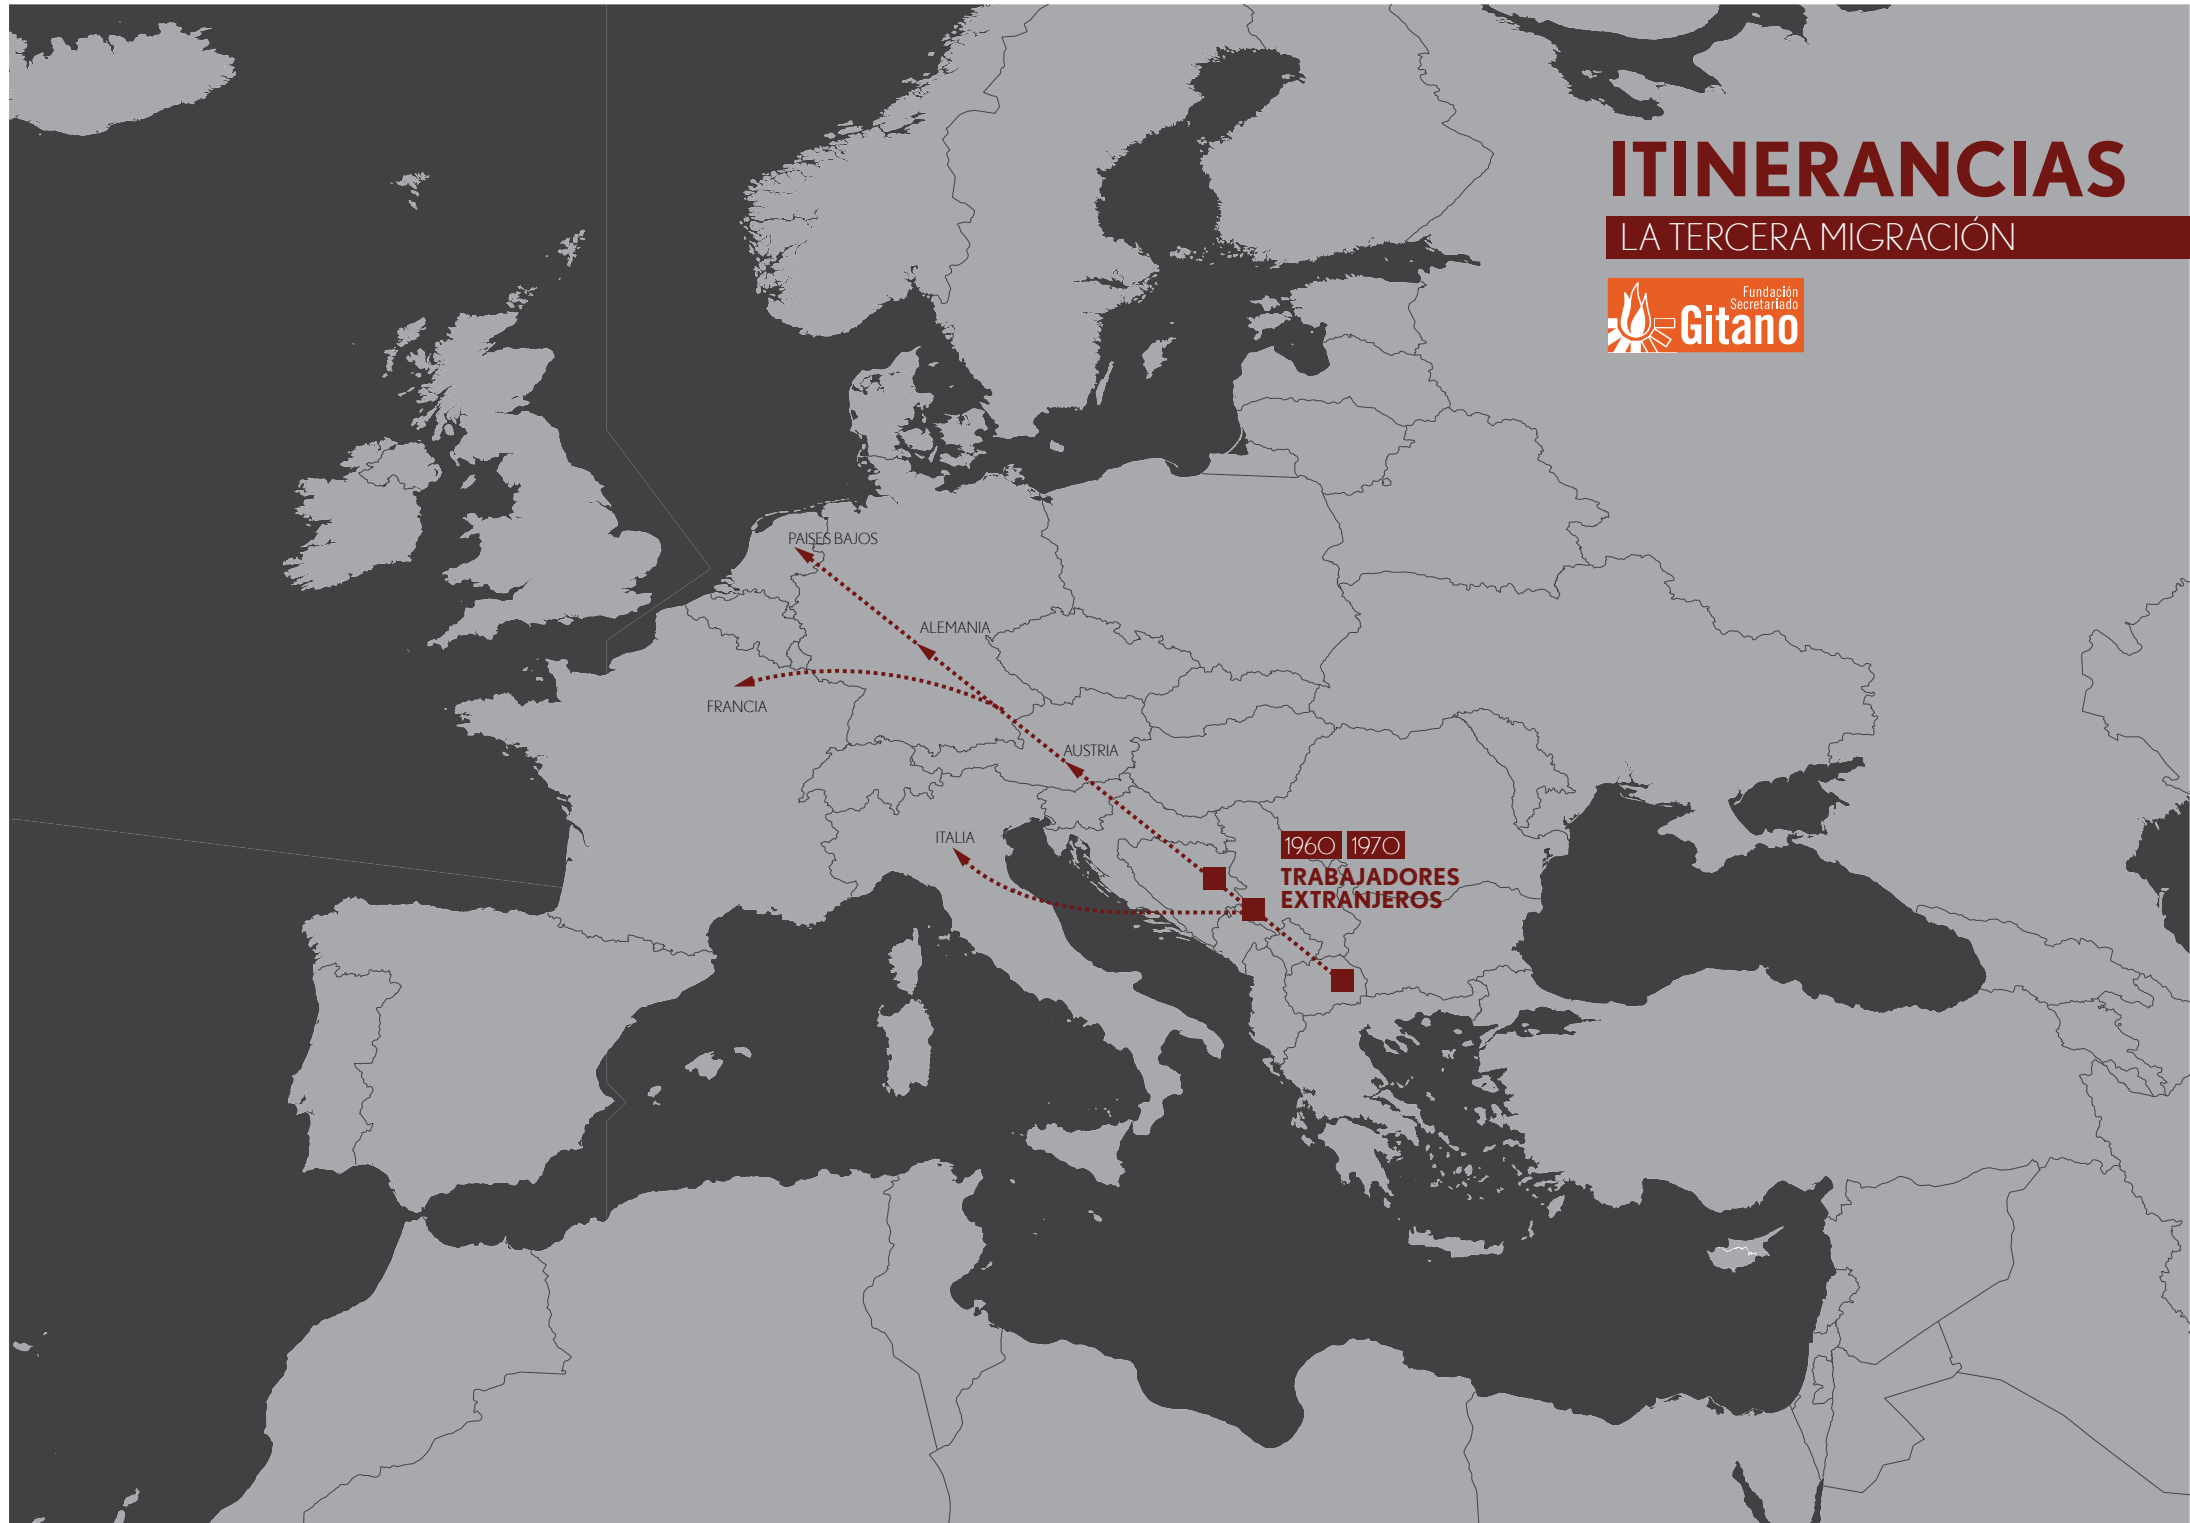 ITINERANCIAS
LA TERCERA MIGRACIÓN
Fundación
Secretariado
Gitano
PAISES BAJOS
ALEMANIA
FRANCIA
AUSTRIA
ITALIA
1960 1970
TRABAJADORES
EXTRANJEROS